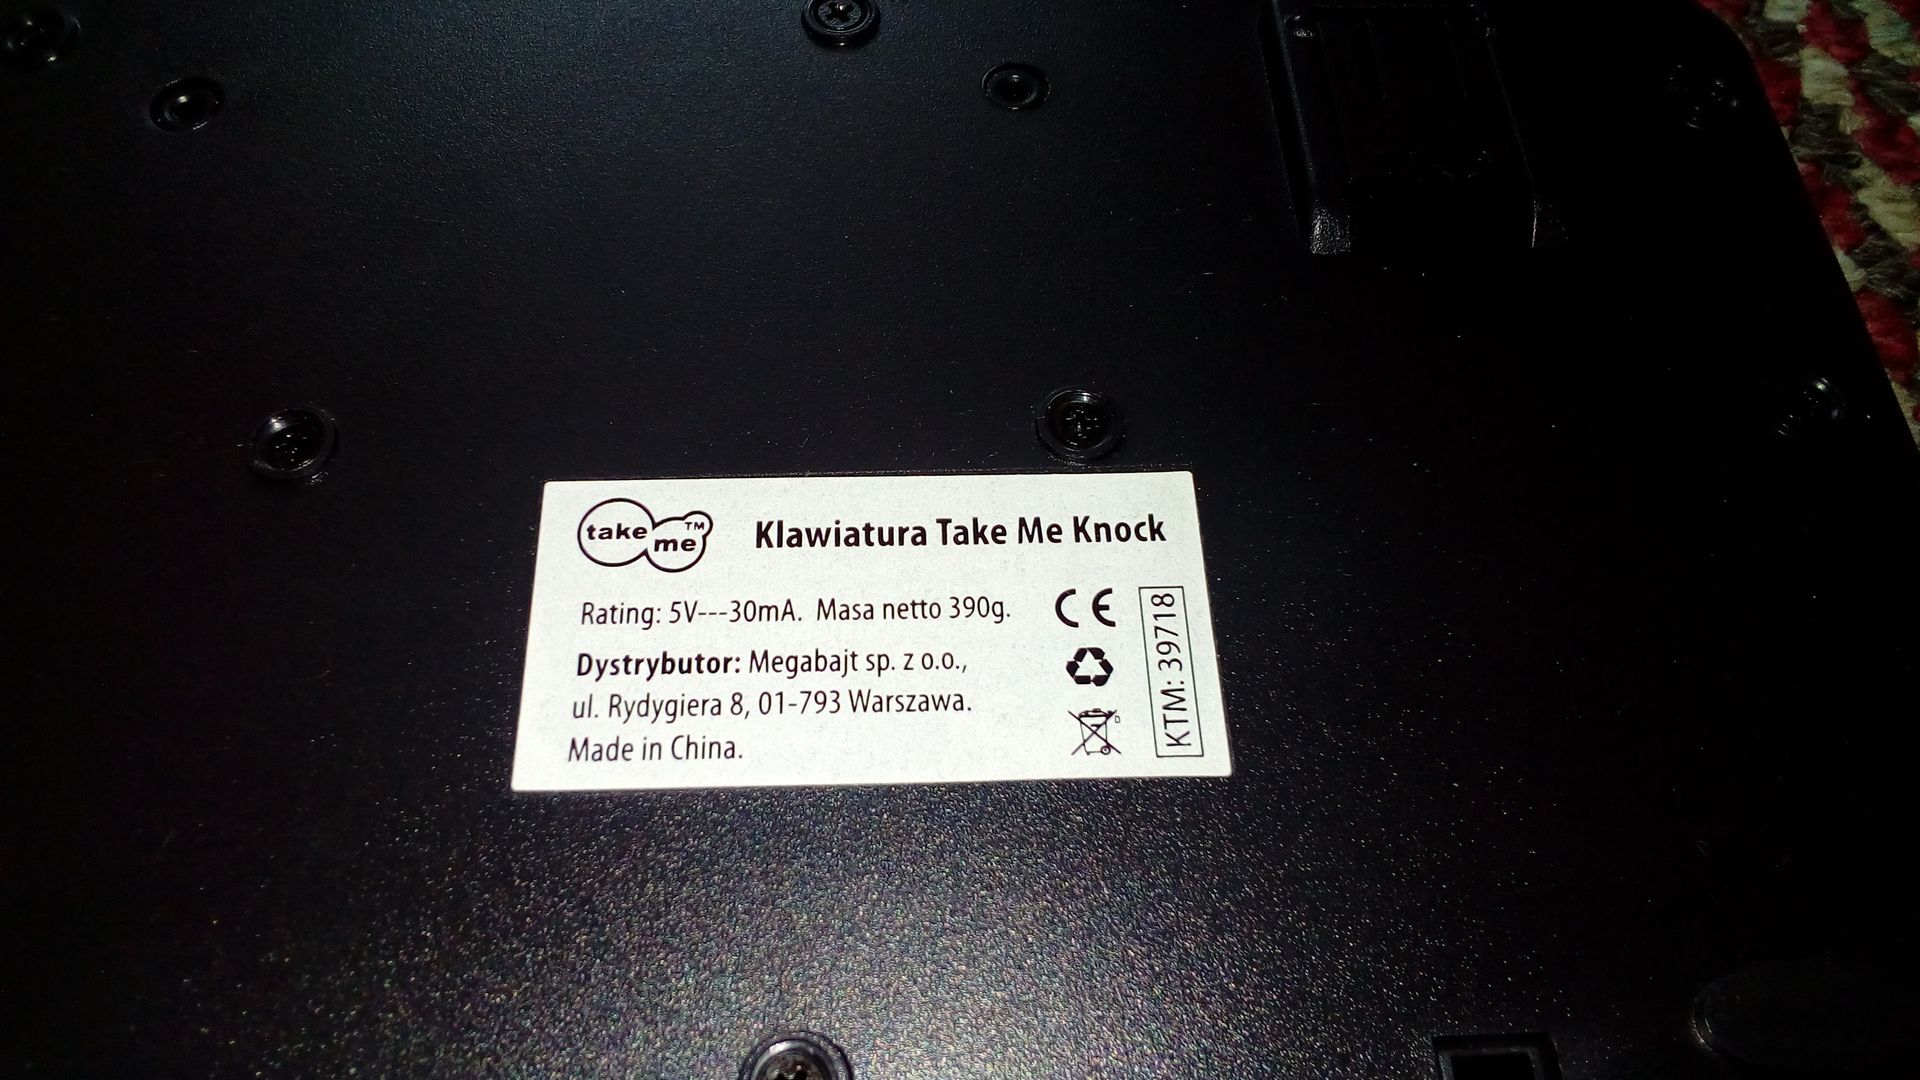 take me™
Klawiatura Take Me Knock
Rating: 5V---30mA. Masa netto 390g.
Dystrybutor: Megabajt sp. z o.o.,
ul. Rydygiera 8, 01-793 Warszawa.
Made in China.
CE
KTM: 39718